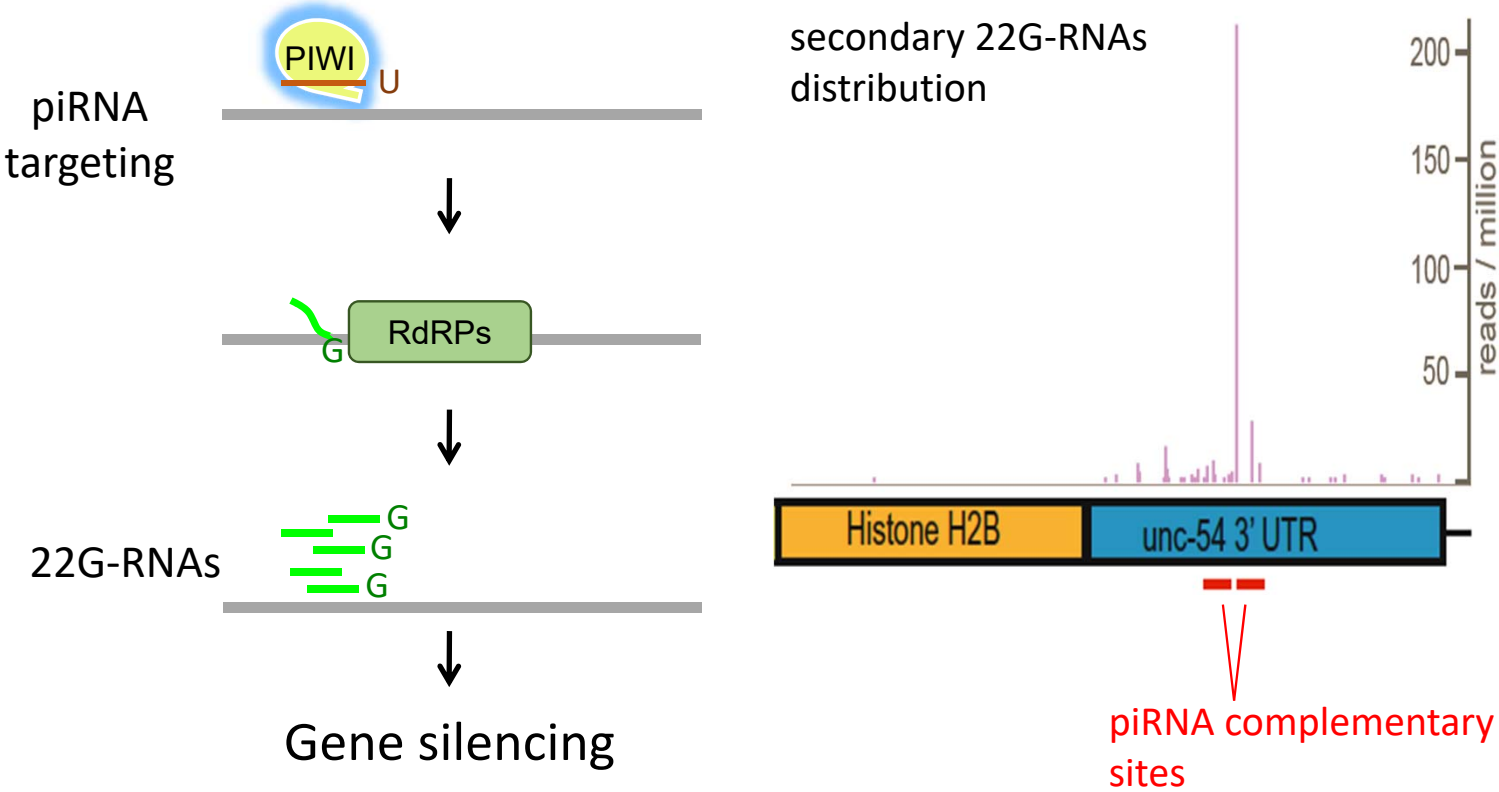 PIWI
U
piRNA
targeting
G
RdRPs
G
G
G
22G-RNAs
Gene silencing
secondary 22G-RNAs
distribution
200
150
100
50
reads / million
Histone H2B
unc-54 3’ UTR
piRNA complementary
sites